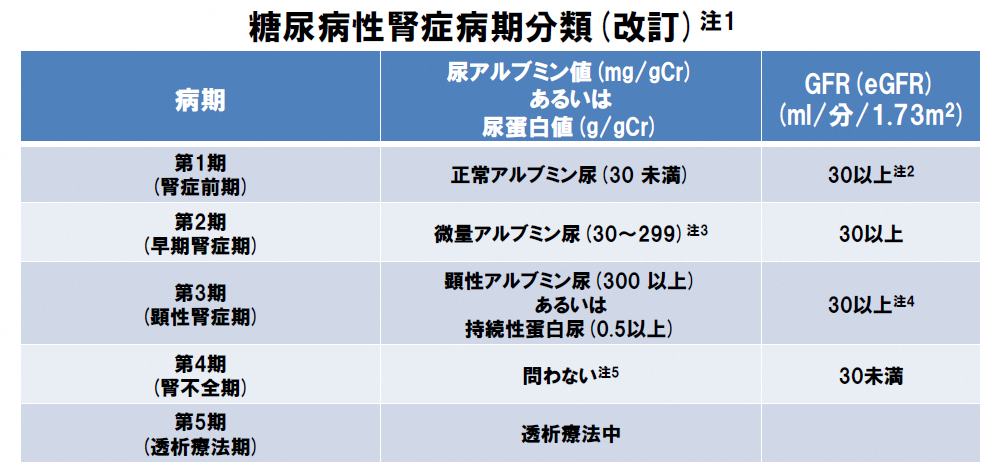 糖尿病性腎症病期分類(改訂)注1
病期
尿アルブミン値(mg/gCr)
あるいは
尿蛋白値(g/gCr)
GFR(eGFR)
(ml/分/1.73m²)
第1期
(腎症前期)
正常アルブミン尿(30 未満)
30以上注2
第2期
(早期腎症期)
微量アルブミン尿(30～299)注3
30以上
第3期
(顕性腎症期)
顕性アルブミン尿(300 以上)
あるいは
持続性蛋白尿(0.5以上)
30以上注4
第4期
(腎不全期)
問わない注5
30未満
第5期
(透析療法期)
透析療法中